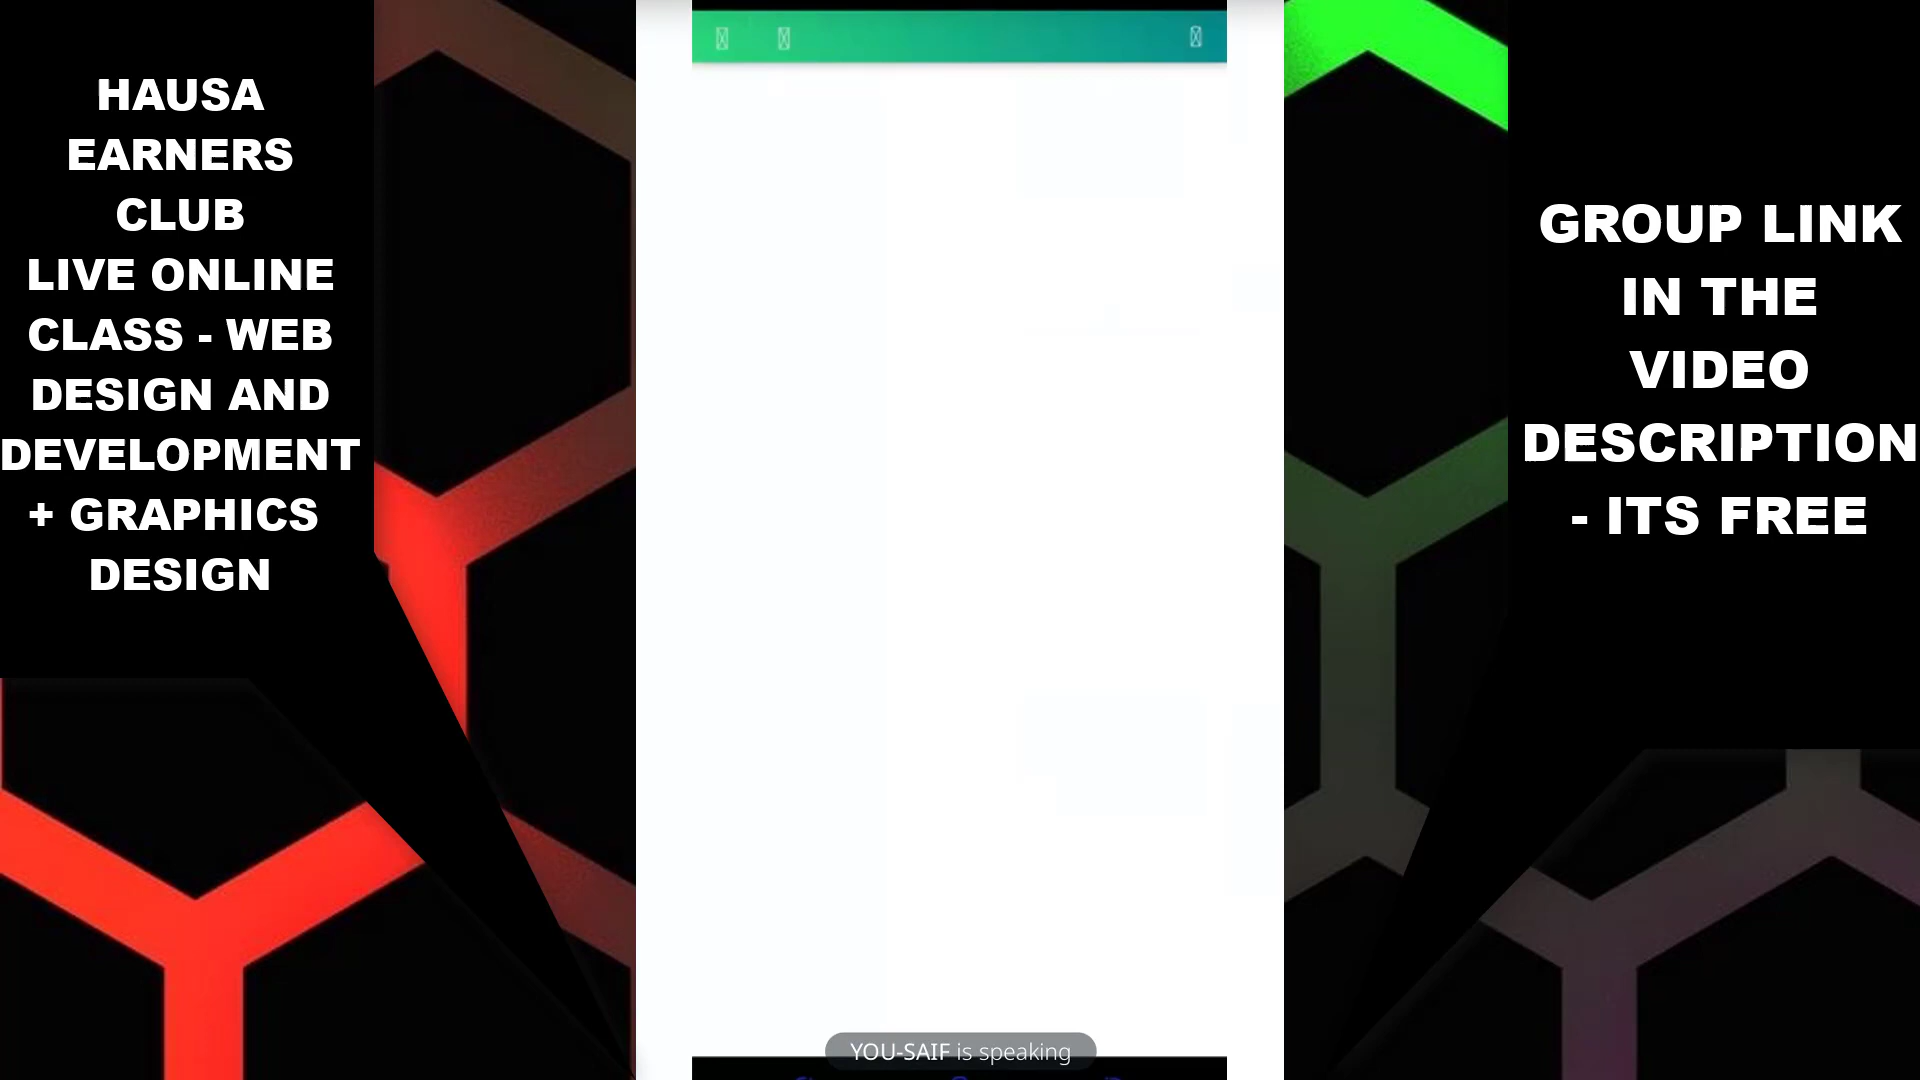 HAUSA
EARNERS
CLUB
LIVE ONLINE
CLASS - WEB
DESIGN AND
DEVELOPMENT
+ GRAPHICS
DESIGN
GROUP LINK
IN THE
VIDEO
DESCRIPTION
- ITS FREE
YOU-SAIF is speaking